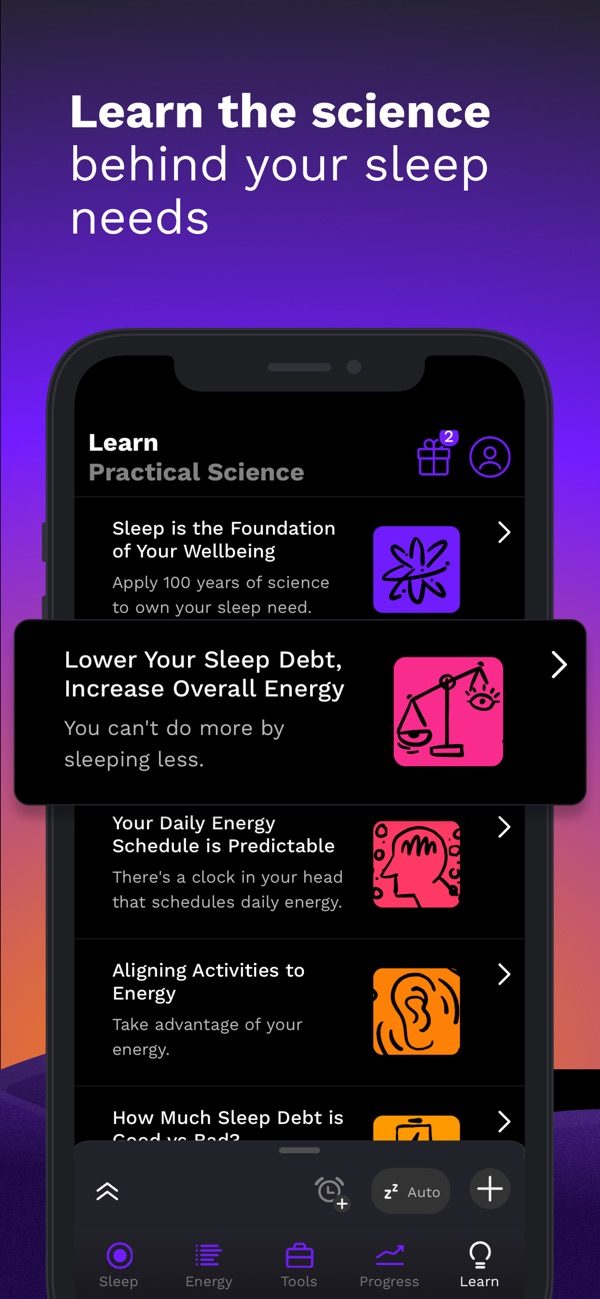 Learn the science
behind your sleep
needs
Learn
Practical Science
2
Sleep is the Foundation
of Your Wellbeing
Apply 100 years of science
to own your sleep need.
Lower Your Sleep Debt,
Increase Overall Energy
You can't do more by
sleeping less.
Your Daily Energy
Schedule is Predictable
There's a clock in your head
that schedules daily energy.
Aligning Activities to
Energy
Take advantage of your
energy.
How Much Sleep Debt is
Good vs Bad?
zz Auto
Sleep
Energy
Tools
Progress
Learn